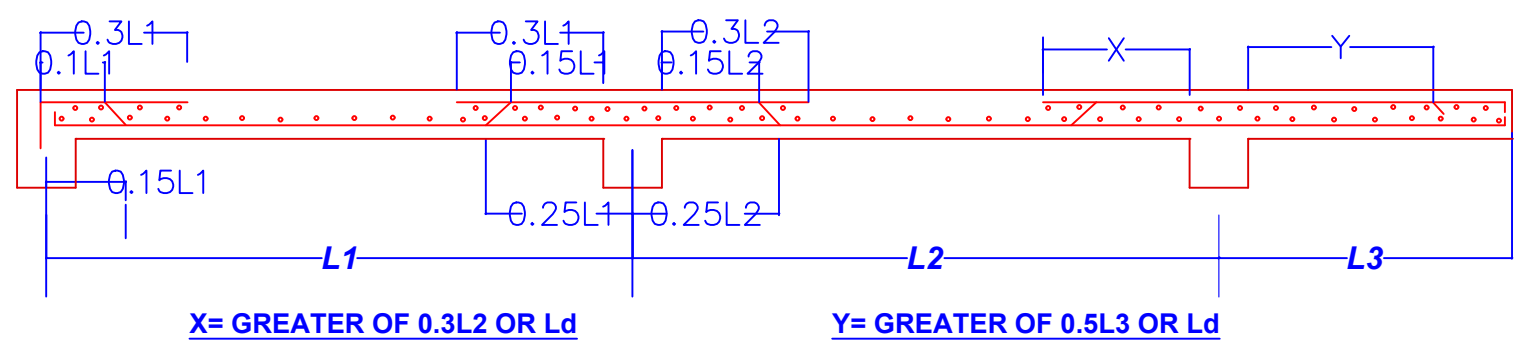 0.3L1 0.3L1 0.3L2
0.1L1 0.15L1 0.15L2 X Y
0.15L1
0.25L1 0.25L2
L1 L2 L3
X= GREATER OF 0.3L2 OR Ld Y= GREATER OF 0.5L3 OR Ld